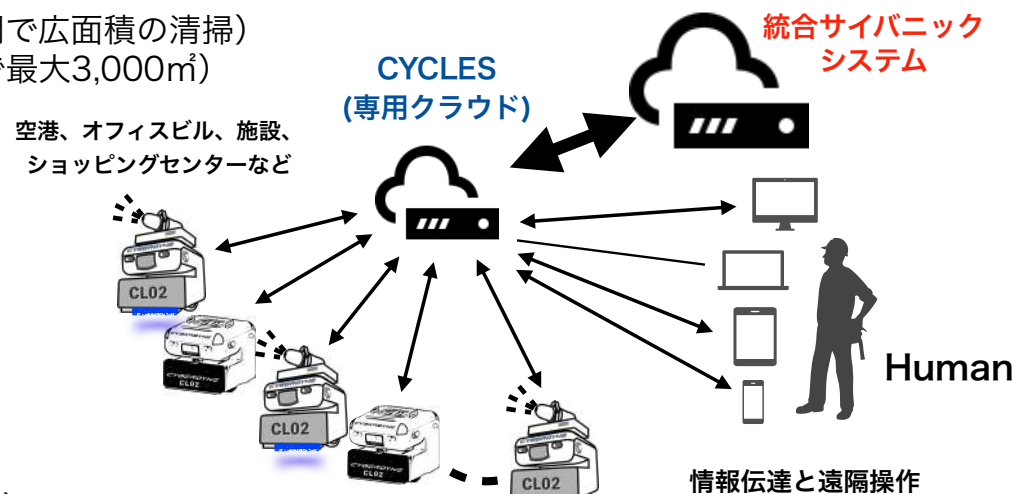 で広面積の清掃）
最大3,000㎡）
統合サイバニック
システム
CYCLES
(専用クラウド)
空港、オフィスビル、施設、
ショッピングセンターなど
CL02
CYBERDYNE
CL02
CL02
CYBERDYNE
CL02
CL02
Human
情報伝達と遠隔操作